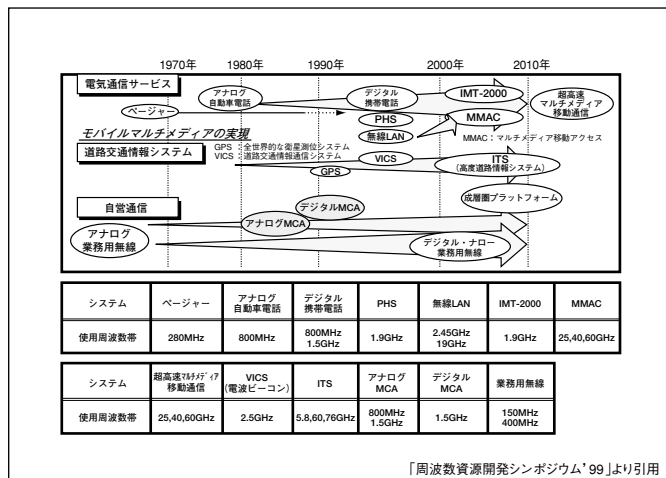 1970年 1980年 1990年 2000年 2010年
電気通信サービス
アナログ
自動車電話
デジタル
携帯電話
IMT-2000
超高速
マルチメディア
移動通信
ページャー
PHS
MMAC
無線LAN
MMAC：マルチメディア移動アクセス
モバイルマルチメディアの実現
道路交通情報システム
GPS ：全世界的な衛星測位システム
VICS ：道路交通情報通信システム
VICS
GPS
ITS
(高度道路情報システム)
自営通信
デジタルMCA
アナログMCA
成層圏プラットフォーム
アナログ
業務用無線
デジタル・ナロー
業務用無線
システム ページャー アナログ自動車電話 デジタル携帯電話 PHS 無線LAN IMT-2000 MMAC
使用周波数帯 280MHz 800MHz 800MHz 1.5GHz 1.9GHz 2.45GHz 19GHz 1.9GHz 25,40,60GHz
システム 超高速マルチメディア移動通信 VICS(電波ビーコン) ITS アナログMCA デジタルMCA 業務用無線
使用周波数帯 25,40,60GHz 2.5GHz 5.8,60,76GHz 800MHz 1.5GHz 1.5GHz 150MHz 400MHz
「周波数資源開発シンポジウム'99」より引用